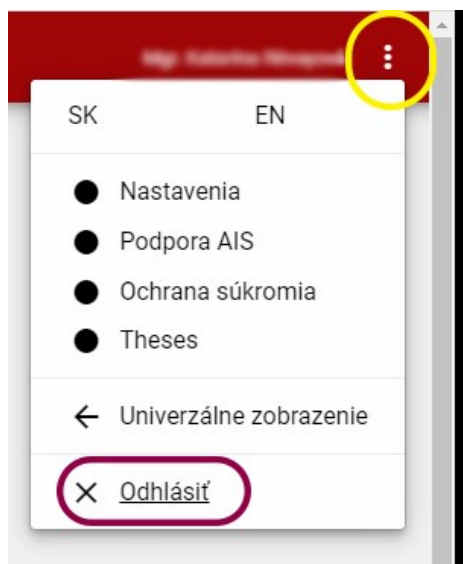 SK EN
Nastavenia
Podpora AIS
Ochrana súkromia
Theses
Univerzálne zobrazenie
Odhlásiť